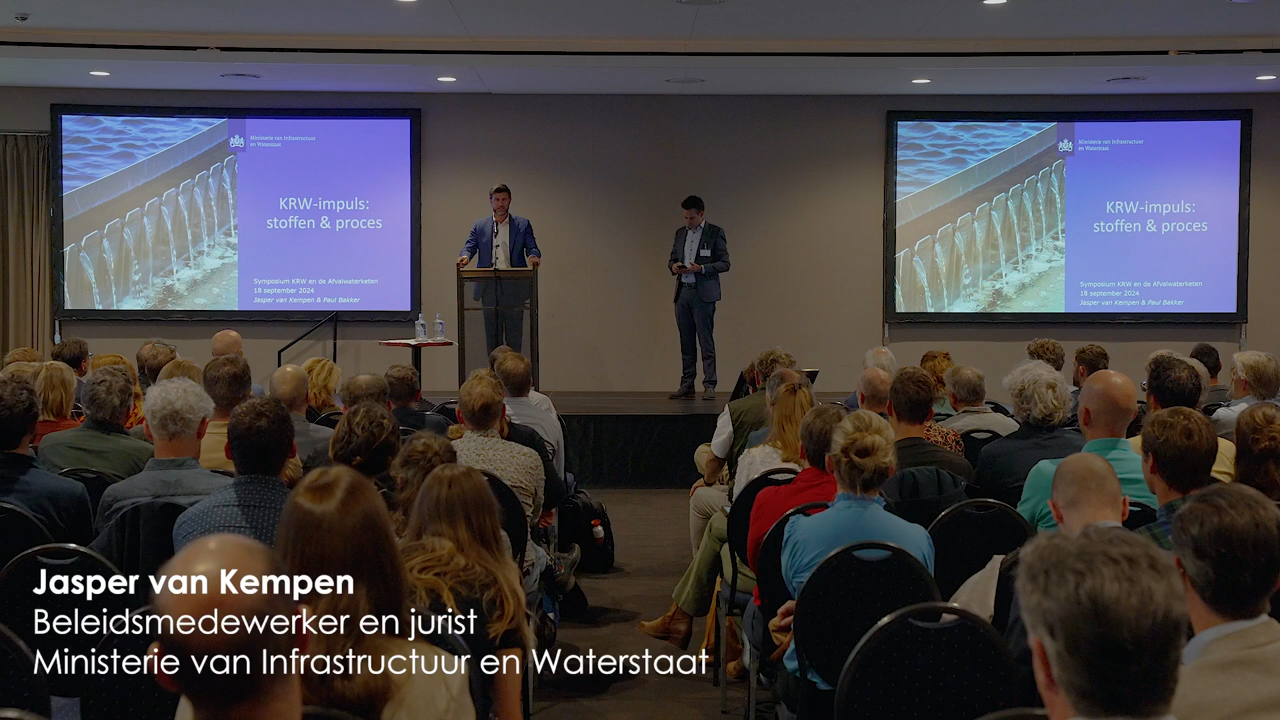 Ministerie van Infrastructuur
en Waterstaat
KRW-impuls:
stoffen & proces
Symposium KRW en de Afvalwaterketen
18 september 2024
Jasper van Kempen & Paul Bakker
Ministerie van Infrastructuur
en Waterstaat
KRW-impuls:
stoffen & proces
Symposium KRW en de Afvalwaterketen
18 september 2024
Jasper van Kempen & Paul Bakker
Jasper van Kempen
Beleidsmedewerker en jurist
Ministerie van Infrastructuur en Waterstaat